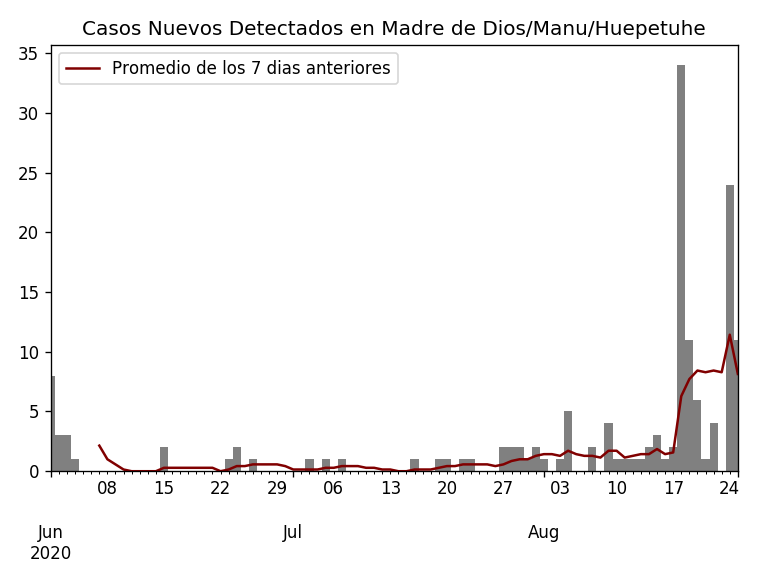 Casos Nuevos Detectados en Madre de Dios/Manu/Huepetuhe
Promedio de los 7 dias anteriores
35
30
25
20
15
10
5
0
08 15 22 29 06 13 20 27 03 10 17 24
Jun Jul Aug
2020